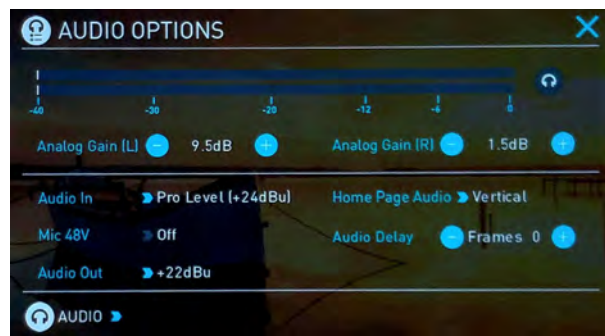 AUDIO OPTIONS
-40 -30 -20 -12 -6 0
Analog Gain (L) - 9.5dB + Analog Gain (R) - 1.5dB +
Audio In Pro Level (+24dBu) Home Page Audio Vertical
Mic 48V Off Audio Delay - Frames 0 +
Audio Out +22dBu
AUDIO